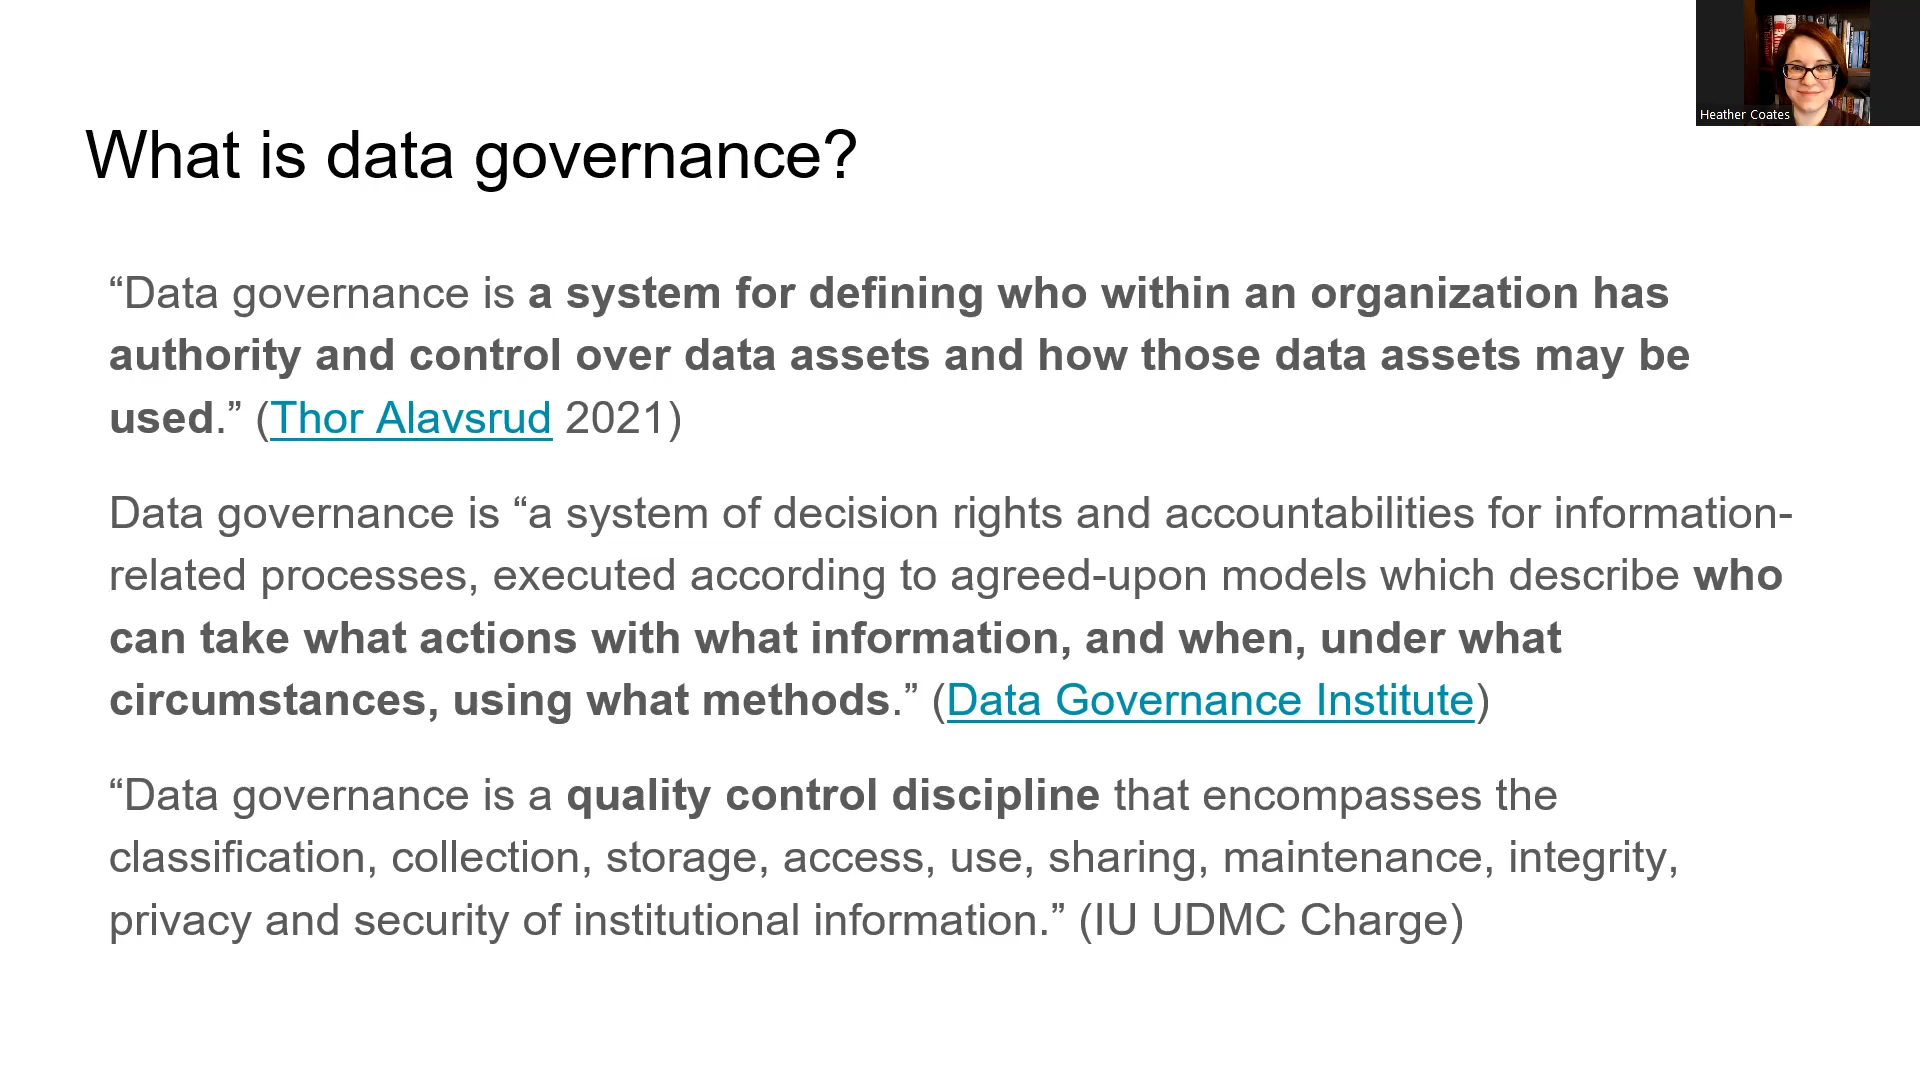 Heather Coates
What is data governance?
“Data governance is a system for defining who within an organization has
authority and control over data assets and how those data assets may be
used.” (Thor Alavsrud 2021)
Data governance is “a system of decision rights and accountabilities for information-
related processes, executed according to agreed-upon models which describe who
can take what actions with what information, and when, under what
circumstances, using what methods.” (Data Governance Institute)
“Data governance is a quality control discipline that encompasses the
classification, collection, storage, access, use, sharing, maintenance, integrity,
privacy and security of institutional information.” (IU UDMC Charge)